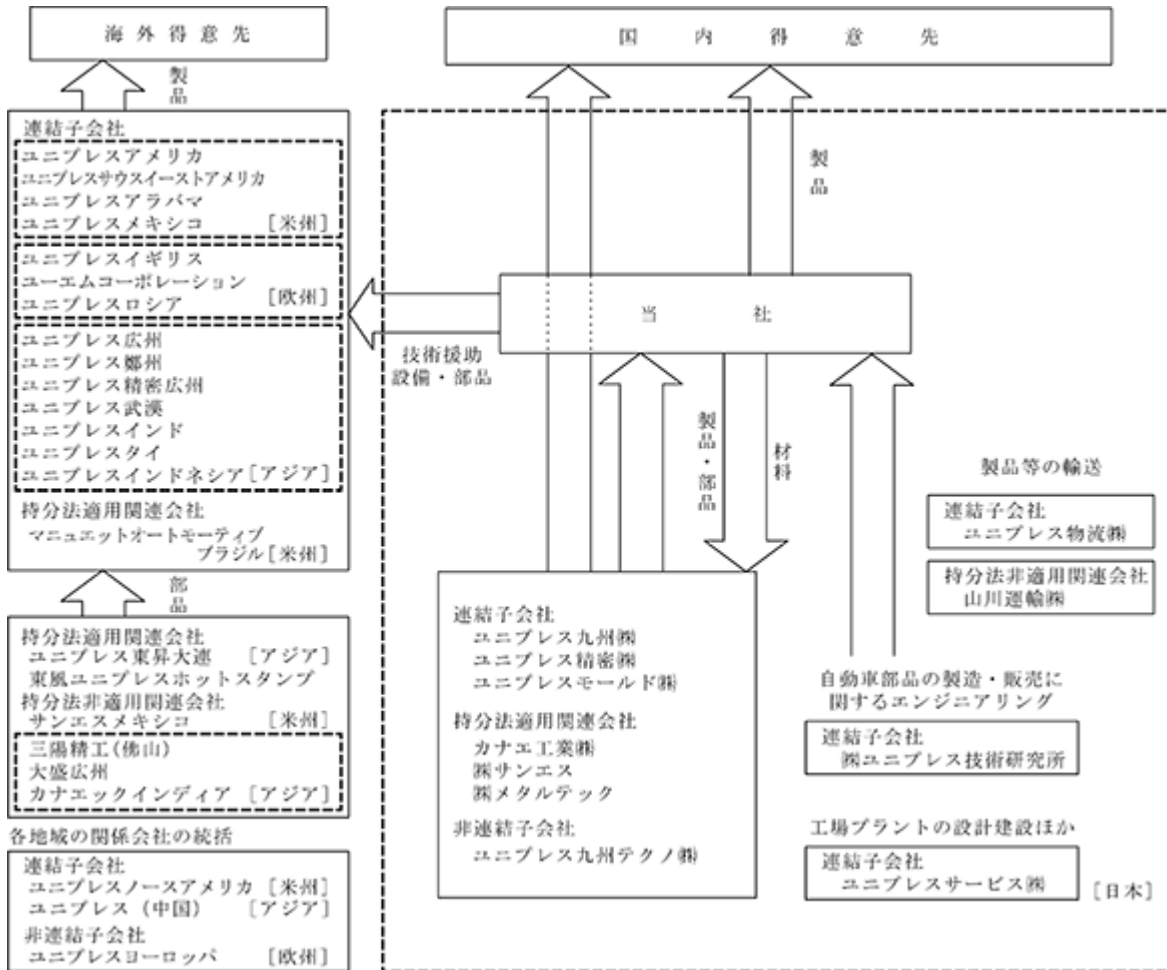 海外得意先
国内得意先
製品
連結子会社
ユニプレスアメリカ
ユニプレスサウスイーストアメリカ
ユニプレスアラバマ
ユニプレスメキシコ [米州]
ユニプレスイギリス
ユーエムコーポレーション
ユニプレスロシア [欧州]
ユニプレス広州
ユニプレス鄭州
ユニプレス精密広州
ユニプレス武漢
ユニプレスインド
ユニプレスタイ
ユニプレスインドネシア [アジア]
持分法適用関連会社
マニュエットオートモーティブ
ブラジル [米州]
部品
持分法適用関連会社
ユニプレス東昇大連 [アジア]
東風ユニプレスホットスタンプ
持分法非適用関連会社
サンエスメキシコ [米州]
三陽精工(佛山)
大盛広州
カナエックインディア [アジア]
各地域の関係会社の統括
連結子会社
ユニプレスノースアメリカ [米州]
ユニプレス (中国) [アジア]
非連結子会社
ユニプレスヨーロッパ [欧州]
製品
当社
技術援助
設備・部品
製品・部品
材料
連結子会社
ユニプレス九州㈱
ユニプレス精密㈱
ユニプレスモールド㈱
持分法適用関連会社
カナエ工業㈱
㈱サンエス
㈱メタルテック
非連結子会社
ユニプレス九州テクノ㈱
製品等の輸送
連結子会社
ユニプレス物流㈱
持分法非適用関連会社
山川運輸㈱
自動車部品の製造・販売に
関するエンジニアリング
連結子会社
㈱ユニプレス技術研究所
工場プラントの設計建設ほか
連結子会社
ユニプレスサービス㈱
[日本]